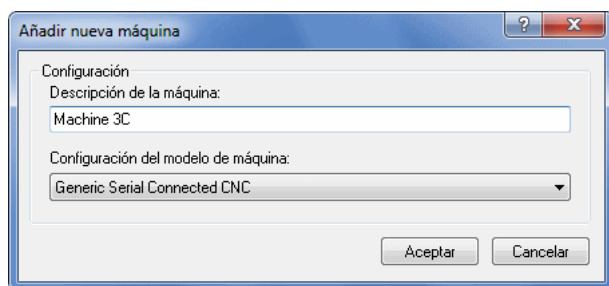 Añadir nueva máquina
Configuración
Descripción de la máquina:
Machine 3C
Configuración del modelo de máquina:
Generic Serial Connected CNC
Aceptar Cancelar